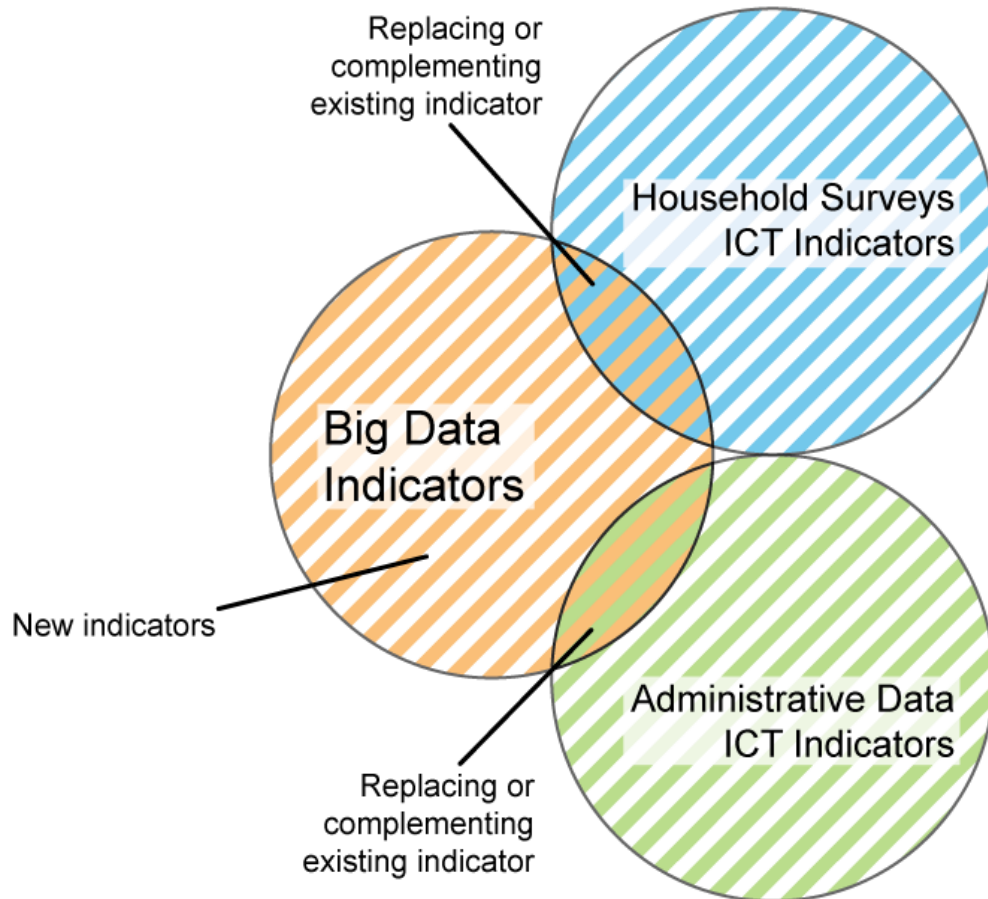 Replacing or
complementing
existing indicator
Household Surveys
ICT Indicators
Big Data
Indicators
New indicators
Administrative Data
ICT Indicators
Replacing or
complementing
existing indicator